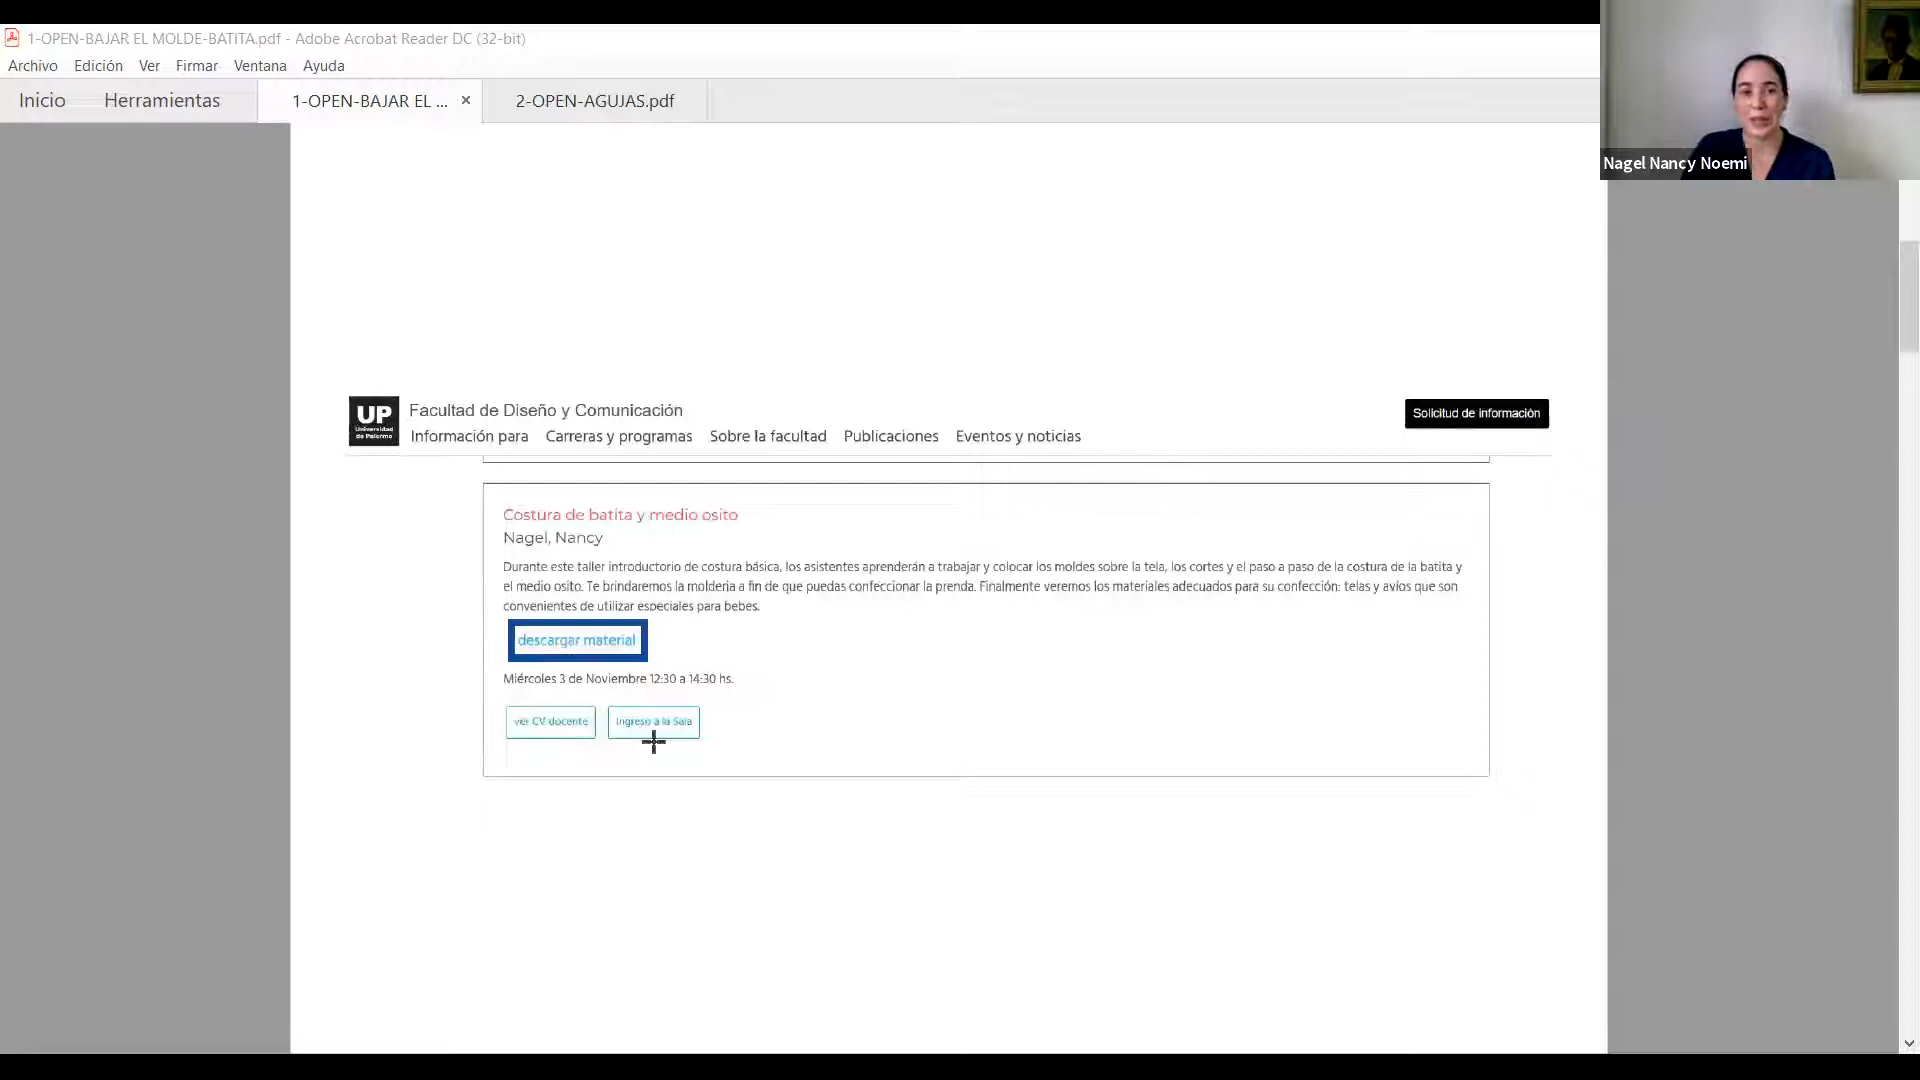 1-OPEN-BAJAR EL MOLDE-BATITA.pdf - Adobe Acrobat Reader DC (32-bit)
Archivo Edición Ver Firmar Ventana Ayuda
Inicio Herramientas 1-OPEN-BAJAR EL ... × 2-OPEN-AGUJAS.pdf
Nagel Nancy Noemi
UP
Universidad
de Palermo
Facultad de Diseño y Comunicación
Información para Carreras y programas Sobre la facultad Publicaciones Eventos y noticias
Solicitud de información
Costura de batita y medio osito
Nagel, Nancy
Durante este taller introductorio de costura básica, los asistentes aprenderán a trabajar y colocar los moldes sobre la tela, los cortes y el paso a paso de la costura de la batita y
el medio osito. Te brindaremos la moldería a fin de que puedas confeccionar la prenda. Finalmente veremos los materiales adecuados para su confección: telas y avíos que son
convenientes de utilizar especiales para bebes.
descargar material
Miércoles 3 de Noviembre 12:30 a 14:30 hs.
ver CV docente Ingreso a la Sala